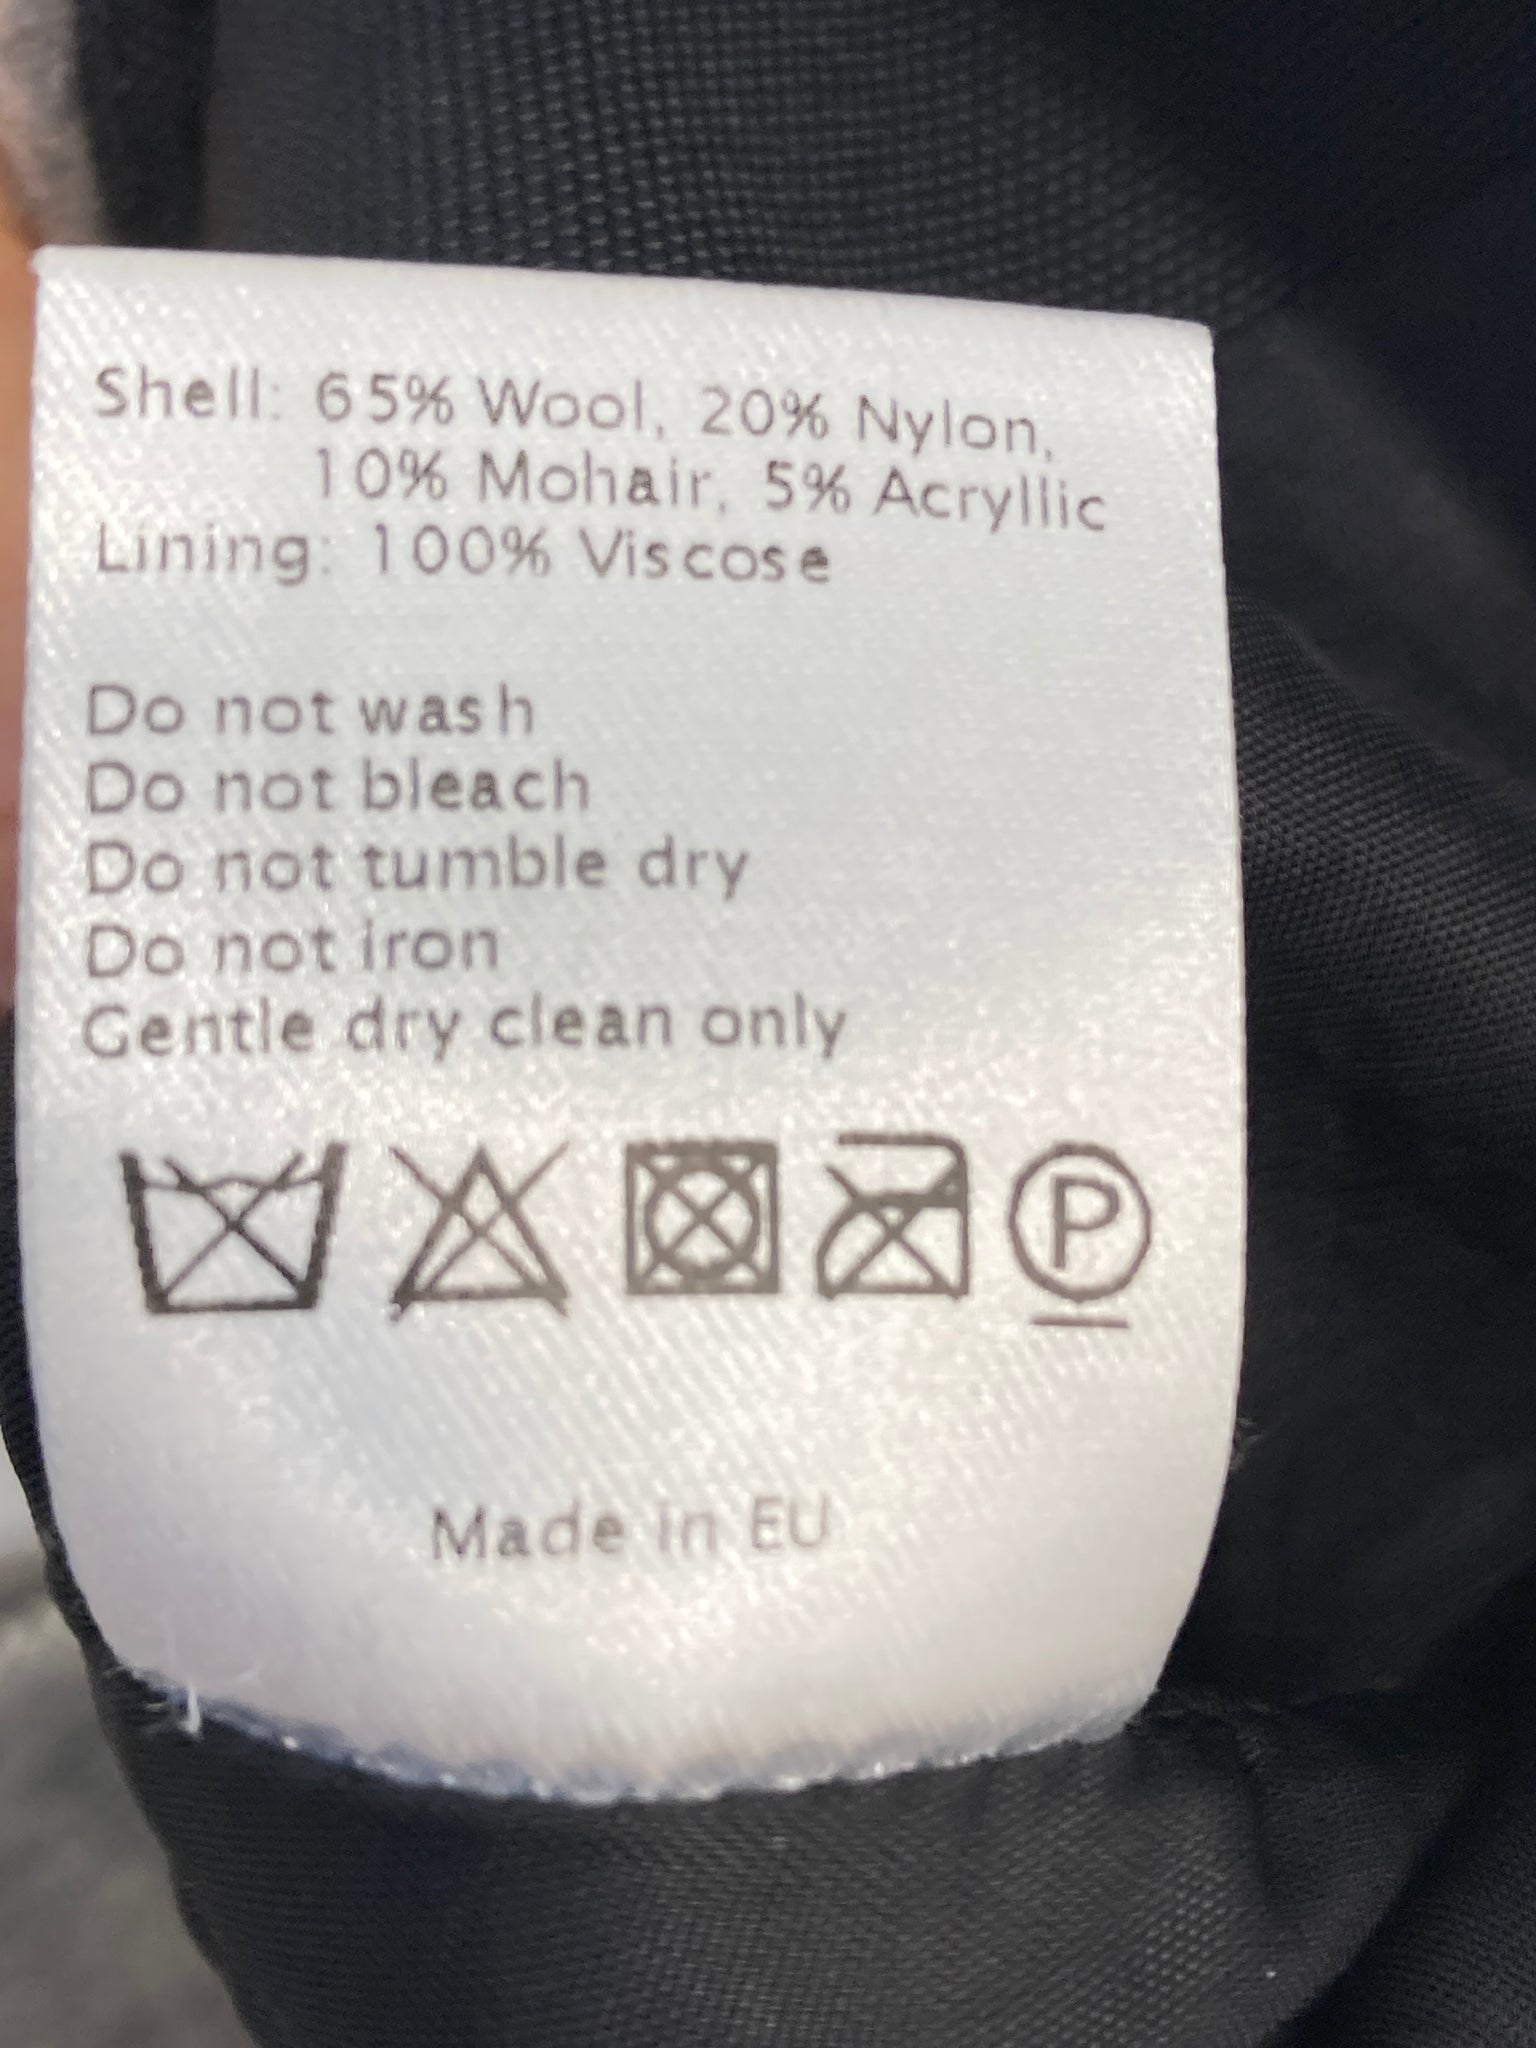 Shell: 65% Wool, 20% Nylon,
10% Mohair, 5% Acryllic
Lining: 100% Viscose
Do not wash
Do not bleach
Do not tumble dry
Do not iron
Gentle dry clean only
P
Made in EU